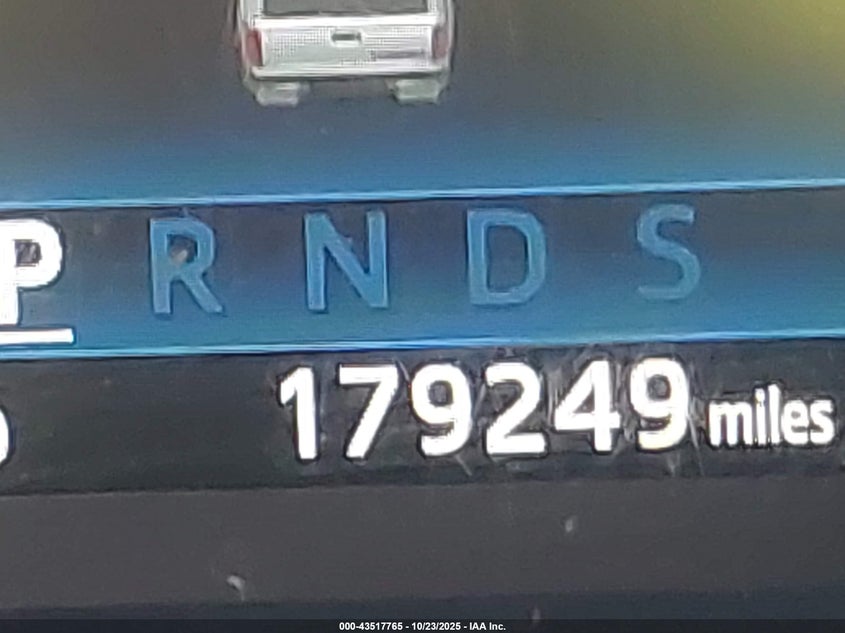 P R N D S
179249 miles
000-43517765 - 10/23/2025 - IAA Inc.